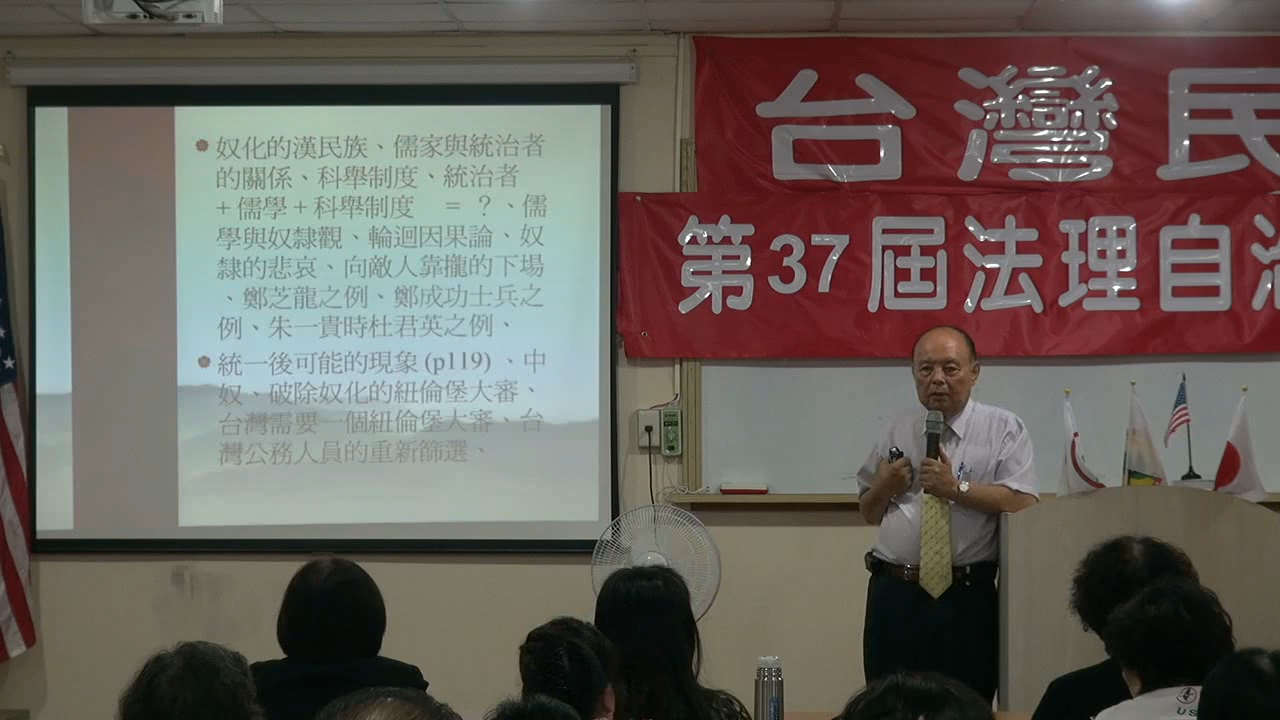 奴化的漢民族、儒家與統治者
的關係、科舉制度、統治者
+儒學+科舉制度 = ?、儒
學與奴隸觀、輪迴因果論、奴
隸的悲哀、向敵人靠攏的下場
、鄭芝龍之例、鄭成功士兵之
例、朱一貴時杜君英之例、
統一後可能的現象(p119)、中
奴、破除奴化的紐倫堡大審、
台灣需要一個紐倫堡大審、台
灣公務人員的重新篩選、
台灣民
第37屆法理自治
US